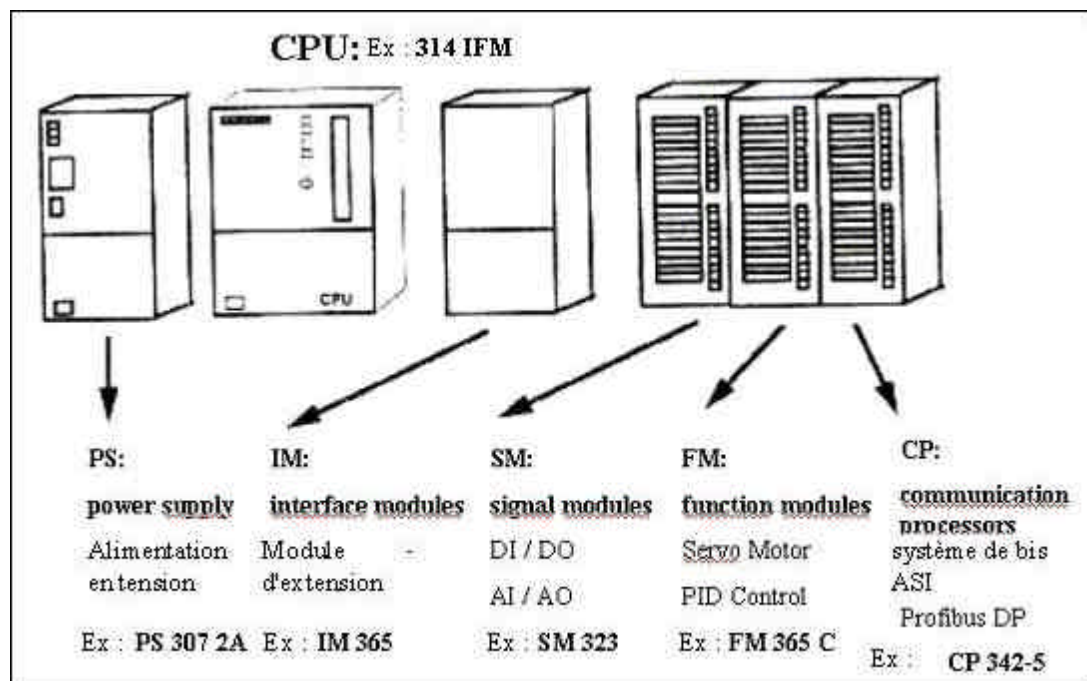 CPU: Ex : 314 IFM
CPU
PS:
power supply
Alimentation
en tension
Ex : PS 307 2A
IM:
interface modules
Module -
d'extension
Ex : IM 365
SM:
signal modules
DI / DO
AI / AO
Ex : SM 323
FM:
function modules
Servo Motor
PID Control
Ex : FM 365 C
CP:
communication
processors
système de bis
ASI
Profibus DP
Ex : CP 342-5